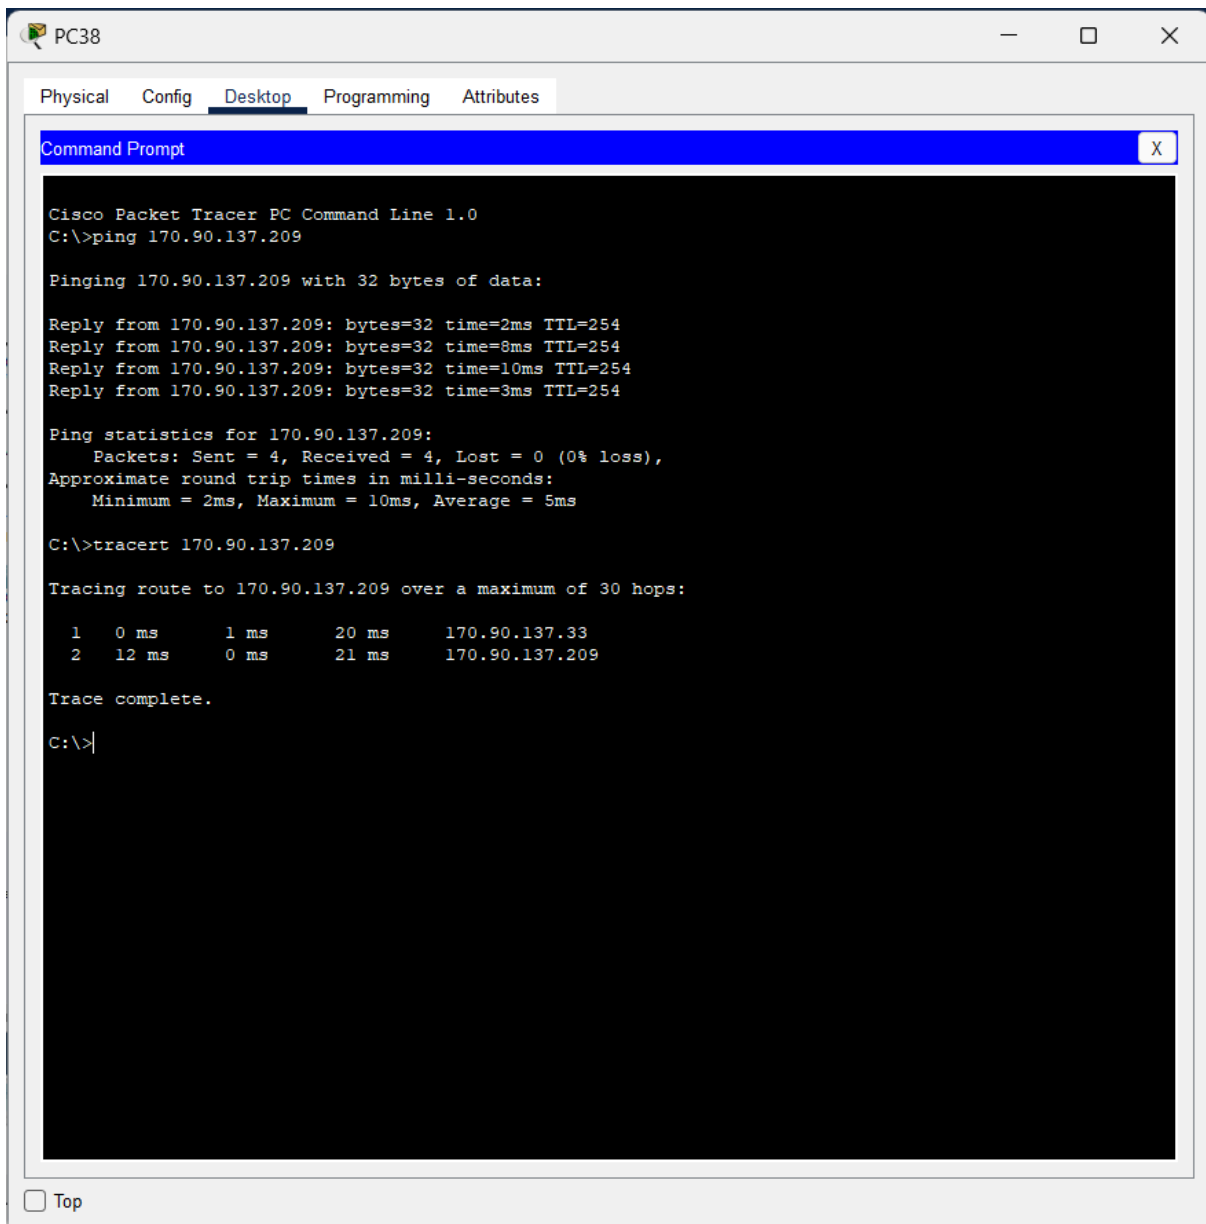 PC38
Physical Config Desktop Programming Attributes
Command Prompt
X
Cisco Packet Tracer PC Command Line 1.0
C:\>ping 170.90.137.209
Pinging 170.90.137.209 with 32 bytes of data:
Reply from 170.90.137.209: bytes=32 time=2ms TTL=254
Reply from 170.90.137.209: bytes=32 time=8ms TTL=254
Reply from 170.90.137.209: bytes=32 time=10ms TTL=254
Reply from 170.90.137.209: bytes=32 time=3ms TTL=254
Ping statistics for 170.90.137.209:
Packets: Sent = 4, Received = 4, Lost = 0 (0% loss),
Approximate round trip times in milli-seconds:
Minimum = 2ms, Maximum = 10ms, Average = 5ms
C:\>tracert 170.90.137.209
Tracing route to 170.90.137.209 over a maximum of 30 hops:
1 0 ms 1 ms 20 ms 170.90.137.33
2 12 ms 0 ms 21 ms 170.90.137.209
Trace complete.
C:\>
Top